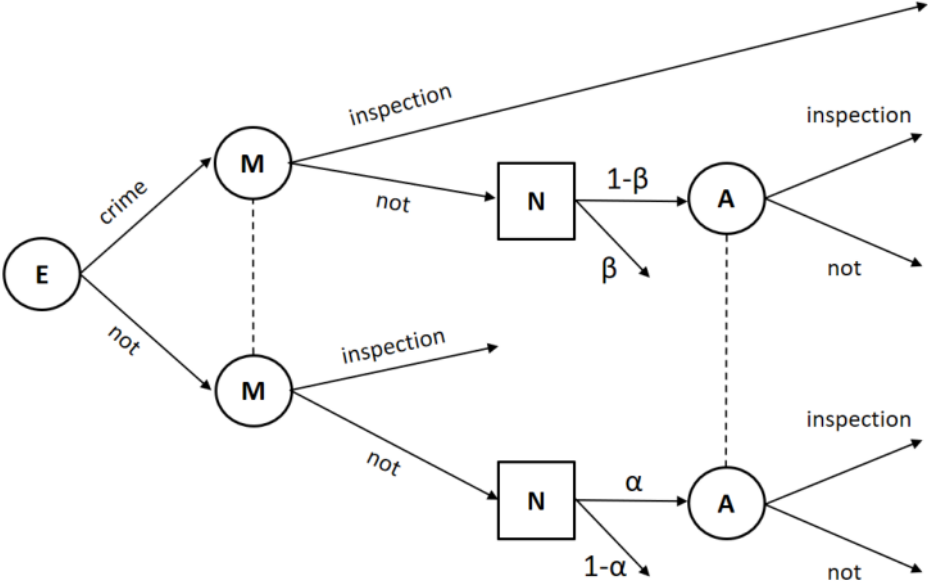 inspection
inspection
M
crime
1-β
N
A
not
E
β
not
not
inspection
M
inspection
not
α
N
A
1-α
not